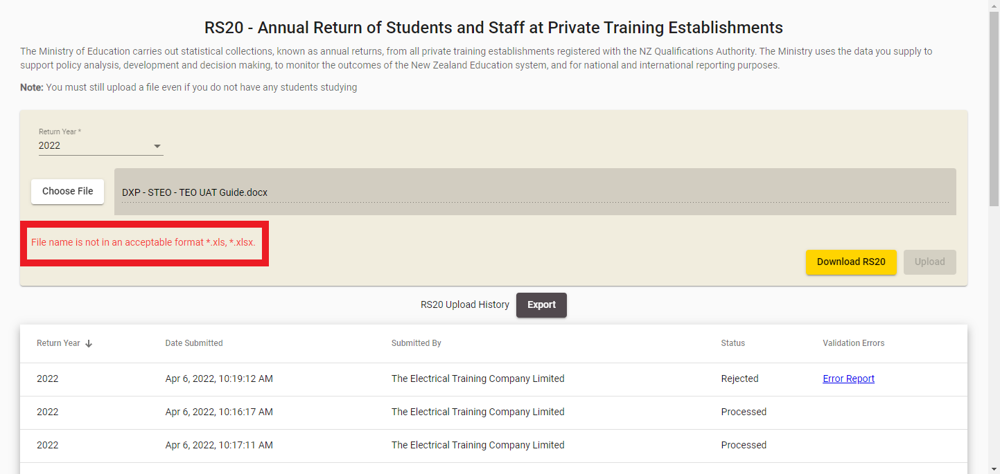 RS20 - Annual Return of Students and Staff at Private Training Establishments
The Ministry of Education carries out statistical collections, known as annual returns, from all private training establishments registered with the NZ Qualifications Authority. The Ministry uses the data you supply to
support policy analysis, development and decision making, to monitor the outcomes of the New Zealand Education system, and for national and international reporting purposes.
Note: You must still upload a file even if you do not have any students studying
Return Year *
2022
Choose File
DXP - STEO - TEO UAT Guide.docx
File name is not in an acceptable format *.xls, *.xlsx.
Download RS20 Upload
RS20 Upload History Export
Return Year Date Submitted Submitted By Status Validation Errors
2022 Apr 6, 2022, 10:19:12 AM The Electrical Training Company Limited Rejected Error Report
2022 Apr 6, 2022, 10:16:17 AM The Electrical Training Company Limited Processed
2022 Apr 6, 2022, 10:17:11 AM The Electrical Training Company Limited Processed